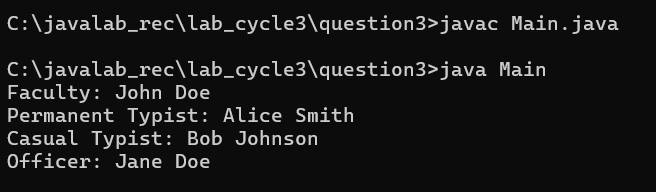 C:\javalab_rec\lab_cycle3\question3>javac Main.java
C:\javalab_rec\lab_cycle3\question3>java Main
Faculty: John Doe
Permanent Typist: Alice Smith
Casual Typist: Bob Johnson
Officer: Jane Doe